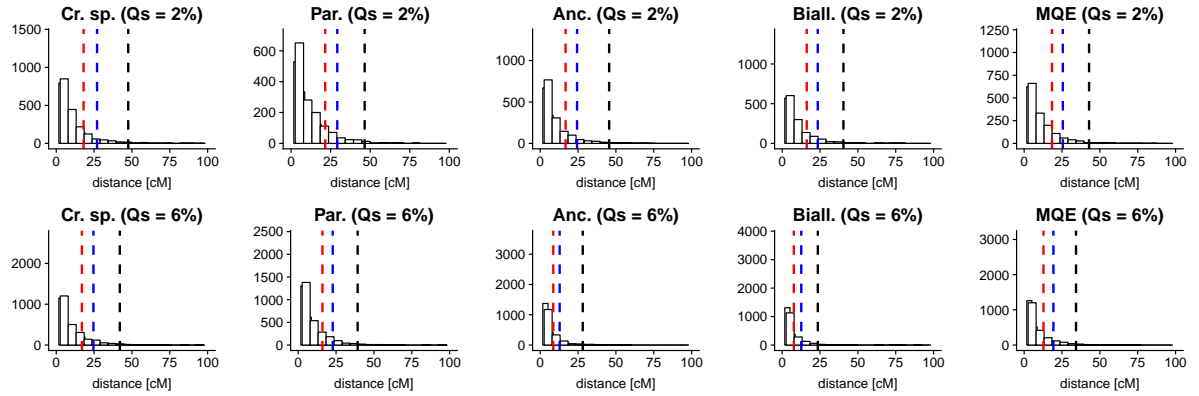 Cr. sp. (Qs = 2%)
1500
1000
500
0
0 25 50 75 100
distance [cM]
Par. (Qs = 2%)
600
400
200
0
0 25 50 75 100
distance [cM]
Anc. (Qs = 2%)
1000
500
0
0 25 50 75 100
distance [cM]
Biall. (Qs = 2%)
1500
1000
500
0
0 25 50 75 100
distance [cM]
MQE (Qs = 2%)
1250
1000
750
500
250
0
0 25 50 75 100
distance [cM]
Cr. sp. (Qs = 6%)
2000
1000
0
0 25 50 75 100
distance [cM]
Par. (Qs = 6%)
2500
2000
1500
1000
500
0
0 25 50 75 100
distance [cM]
Anc. (Qs = 6%)
3000
2000
1000
0
0 25 50 75 100
distance [cM]
Biall. (Qs = 6%)
4000
3000
2000
1000
0
0 25 50 75 100
distance [cM]
MQE (Qs = 6%)
3000
2000
1000
0
0 25 50 75 100
distance [cM]